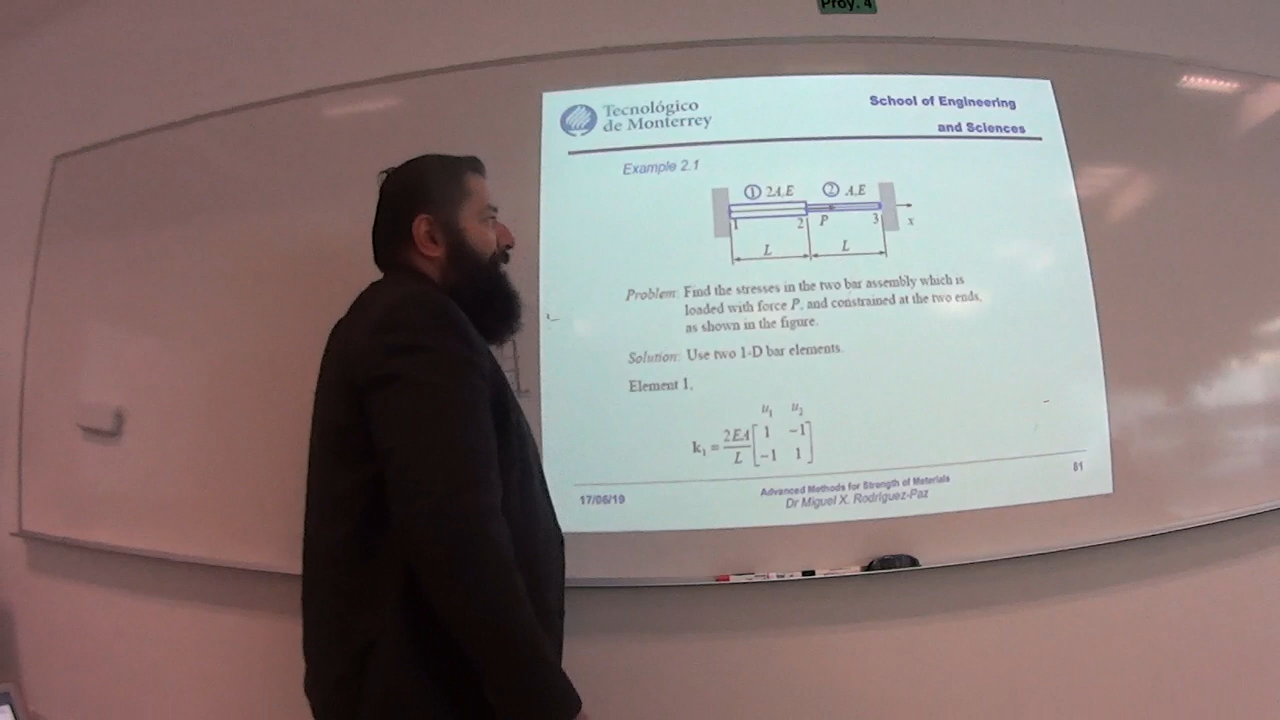 Proy. 4
Tecnológico
de Monterrey
School of Engineering
and Sciences
Example 2.1
① 2A,E ② A,E
1 2 P 3 x
L L
Problem: Find the stresses in the two bar assembly which is
loaded with force P, and constrained at the two ends,
as shown in the figure.
Solution: Use two 1-D bar elements.
Element 1,
u₁ u₂
k₁ = 2EA/L [1 −1]
[−1 1]
17/06/19
Advanced Methods for Strength of Materials
Dr Miguel X. Rodríguez-Paz
81